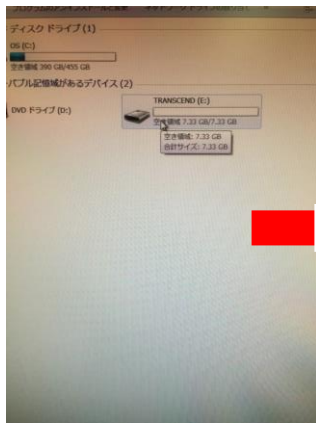 ディスク ドライブ (1)
OS (C:)
空き領域 390 GB/455 GB
バブル記憶域があるデバイス (2)
DVD ドライブ (D:)
TRANSCEND (E:)
空き領域 7.33 GB/7.33 GB
空き領域: 7.33 GB
合計サイズ: 7.33 GB